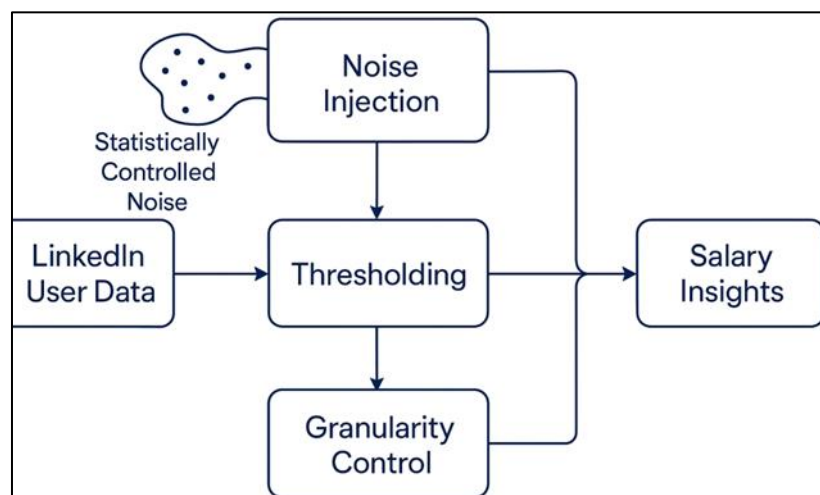 Noise
Injection
Statistically
Controlled
Noise
LinkedIn
User Data
Thresholding
Salary
Insights
Granularity
Control